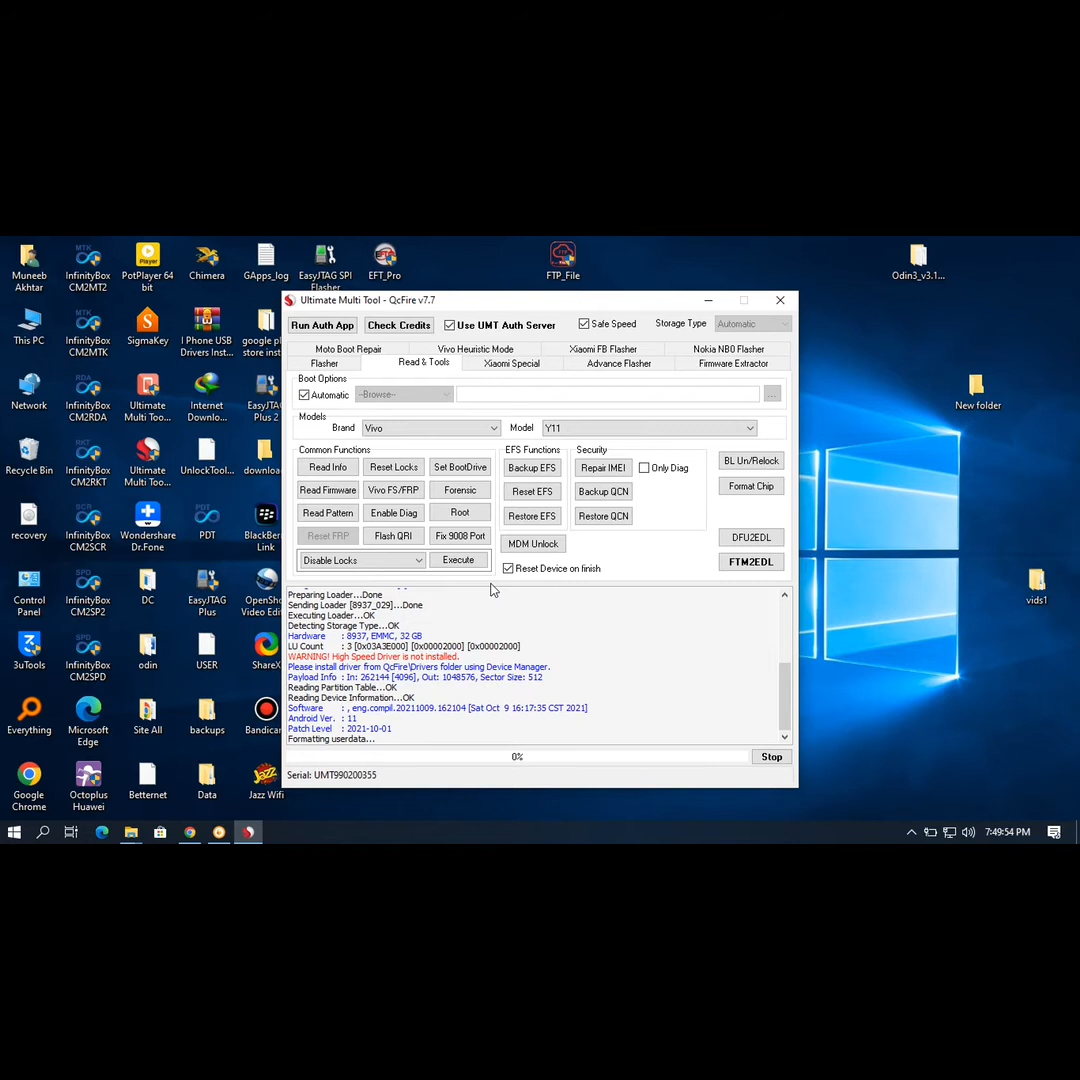 Muneeb
Akhtar
InfinityBox
CM2MT2
PotPlayer 64
bit
Chimera
GApps_log
EasyJTAG SPI
Flasher
EFT_Pro
FTP_File
Odin3_v3.1...
This PC
InfinityBox
CM2MTK
SigmaKey
I Phone USB
Drivers Inst...
google p
store inst
Network
InfinityBox
CM2RDA
Ultimate
Multi Too...
Internet
Downlo...
EasyJTA
Plus 2
New folder
Recycle Bin
InfinityBox
CM2RKT
Ultimate
Multi Too...
UnlockTool...
downloa
recovery
InfinityBox
CM2SCR
Wondershare
Dr.Fone
PDT
BlackBer
Link
Control
Panel
InfinityBox
CM2SP2
DC
EasyJTAG
Plus
OpenSho
Video Edi
vids1
3uTools
InfinityBox
CM2SPD
odin
USER
ShareX
Everything
Microsoft
Edge
Site All
backups
Bandicar
Google
Chrome
Octoplus
Huawei
Betternet
Data
Jazz Wifi
Ultimate Multi Tool - QcFire v7.7
Run Auth App Check Credits Use UMT Auth Server Safe Speed Storage Type Automatic
Moto Boot Repair Vivo Heuristic Mode Xiaomi FB Flasher Nokia NB0 Flasher
Flasher Read & Tools Xiaomi Special Advance Flasher Firmware Extractor
Boot Options
Automatic --Browse-- ...
Models
Brand Vivo Model Y11
Common Functions EFS Functions Security
Read Info Reset Locks Set BootDrive Backup EFS Repair IMEI Only Diag BL Un/Relock
Read Firmware Vivo FS/FRP Forensic Reset EFS Backup QCN Format Chip
Read Pattern Enable Diag Root Restore EFS Restore QCN
Reset FRP Flash QRI Fix 9008 Port MDM Unlock DFU2EDL
Disable Locks Execute Reset Device on finish FTM2EDL
Preparing Loader...Done
Sending Loader [8937_029]...Done
Executing Loader...OK
Detecting Storage Type...OK
Hardware : 8937, EMMC, 32 GB
LU Count : 3 [0x03A3E000] [0x00002000] [0x00002000]
WARNING! High Speed Driver is not installed.
Please install driver from QcFire\Drivers folder using Device Manager.
Payload Info : In: 262144 [4096], Out: 1048576, Sector Size: 512
Reading Partition Table...OK
Reading Device Information...OK
Software : , eng.compil.20211009.162104 [Sat Oct 9 16:17:35 CST 2021]
Android Ver. : 11
Patch Level : 2021-10-01
Formatting userdata...
0% Stop
Serial: UMT990200355
7:49:54 PM